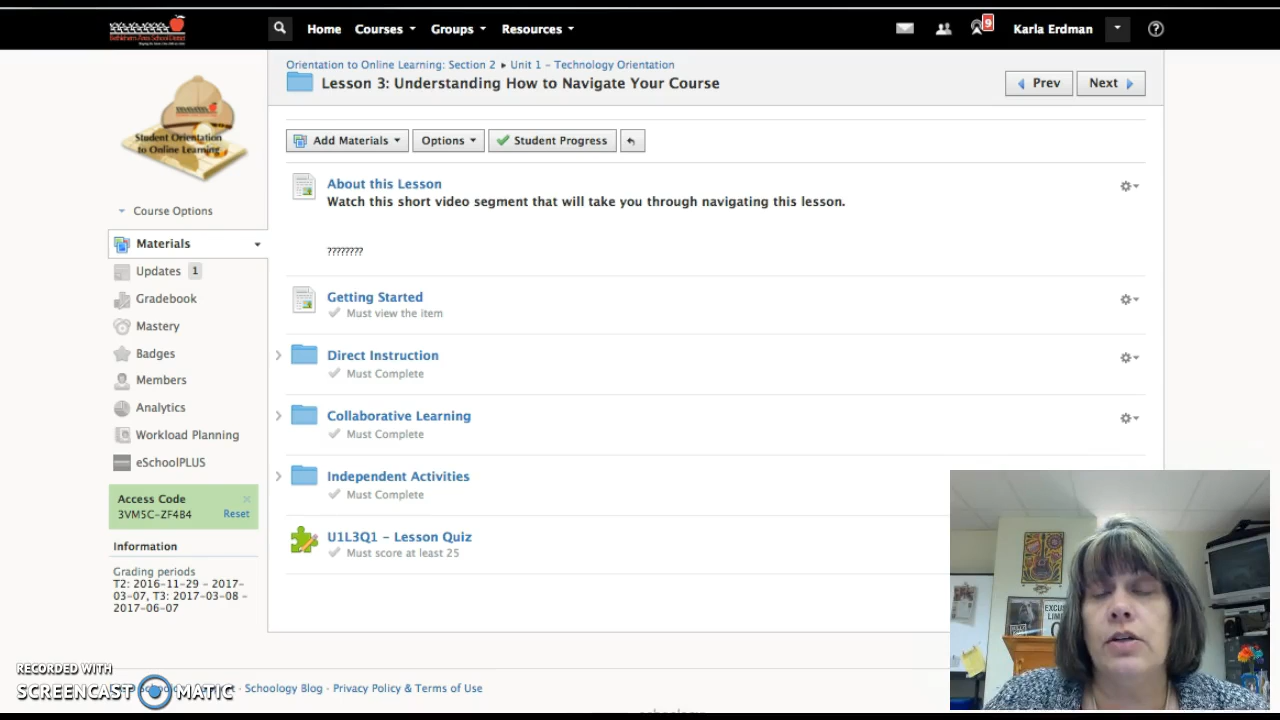 Bethlehem Area School District
Home Courses Groups Resources
9
Karla Erdman
Orientation to Online Learning: Section 2 ▸ Unit 1 – Technology Orientation
Lesson 3: Understanding How to Navigate Your Course
Prev Next
Student Orientation
to Online Learning
Add Materials Options Student Progress
About this Lesson
Watch this short video segment that will take you through navigating this lesson.
????????
Getting Started
Must view the item
Direct Instruction
Must Complete
Collaborative Learning
Must Complete
Independent Activities
Must Complete
U1L3Q1 – Lesson Quiz
Must score at least 25
Course Options
Materials
Updates 1
Gradebook
Mastery
Badges
Members
Analytics
Workload Planning
eSchoolPLUS
Access Code
3VM5C-ZF4B4 Reset
Information
Grading periods
T2: 2016-11-29 - 2017-
03-07, T3: 2017-03-08 -
2017-06-07
RECORDED WITH
SCREENCAST MATIC
· Schoology Blog · Privacy Policy & Terms of Use